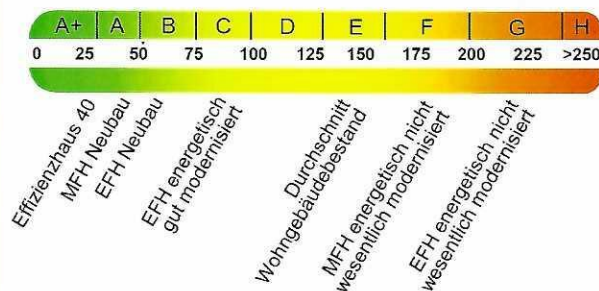 A+ A B C D E F G H
0 25 50 75 100 125 150 175 200 225 >250
Effizienzhaus 40
MFH Neubau
EFH Neubau
EFH energetisch
gut modernisiert
Durchschnitt
Wohngebäudebestand
MFH energetisch nicht
wesentlich modernisiert
EFH energetisch nicht
wesentlich modernisiert